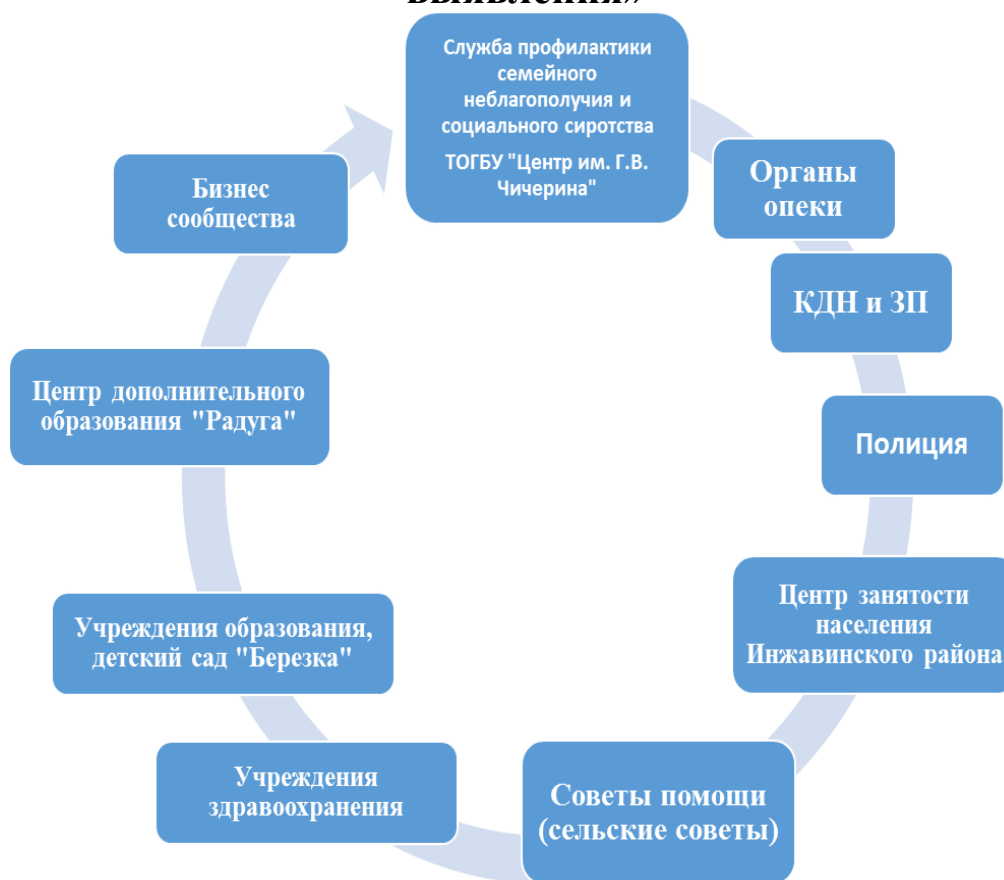 выявления»
Служба профилактики
семейного
неблагополучия и
социального сиротства
ТОГБУ "Центр им. Г.В.
Чичерина"
Органы
опеки
КДН и ЗП
Полиция
Центр занятости
населения
Инжавинского района
Советы помощи
(сельские советы)
Учреждения
здравоохранения
Учреждения образования,
детский сад "Березка"
Центр дополнительного
образования "Радуга"
Бизнес
сообщества